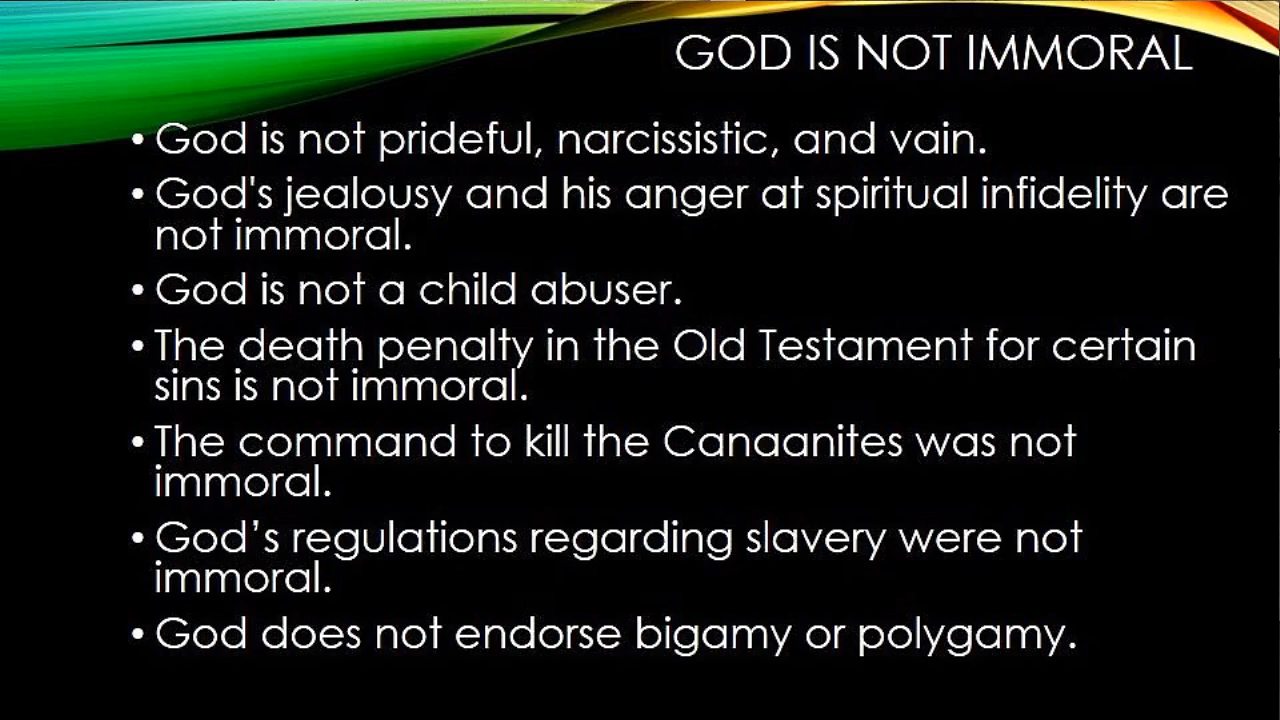 GOD IS NOT IMMORAL
• God is not prideful, narcissistic, and vain.
• God's jealousy and his anger at spiritual infidelity are
not immoral.
• God is not a child abuser.
• The death penalty in the Old Testament for certain
sins is not immoral.
• The command to kill the Canaanites was not
immoral.
• God’s regulations regarding slavery were not
immoral.
• God does not endorse bigamy or polygamy.